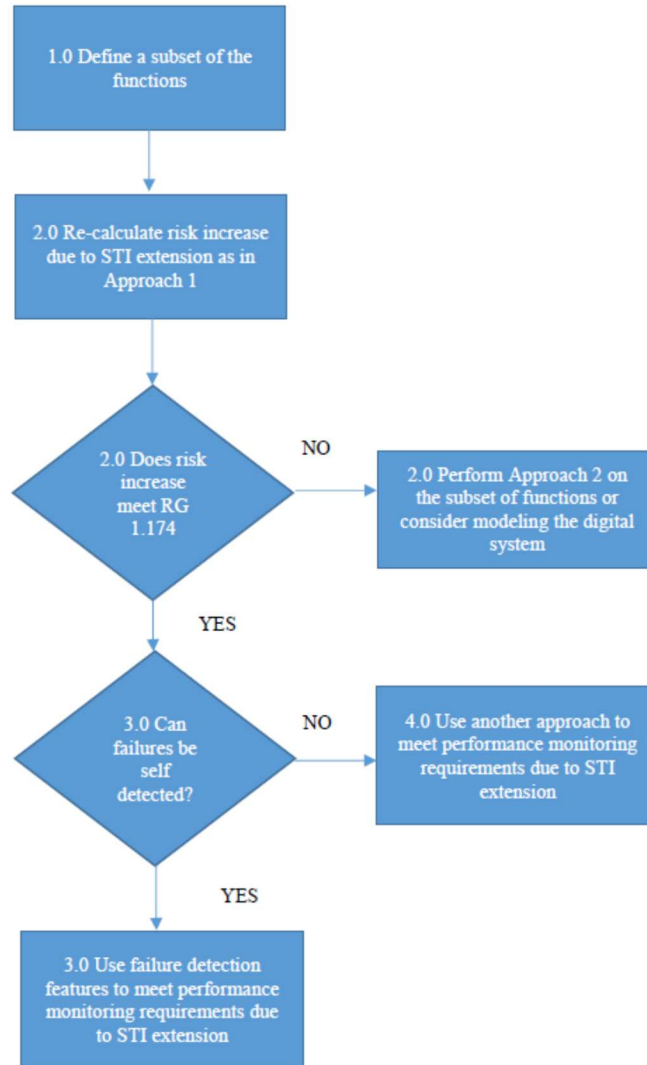 1.0 Define a subset of the
functions
2.0 Re-calculate risk increase
due to STI extension as in
Approach 1
2.0 Does risk
increase
meet RG
1.174
NO
2.0 Perform Approach 2 on
the subset of functions or
consider modeling the digital
system
YES
3.0 Can
failures be
self
detected?
NO
4.0 Use another approach to
meet performance monitoring
requirements due to STI
extension
YES
3.0 Use failure detection
features to meet performance
monitoring requirements due
to STI extension